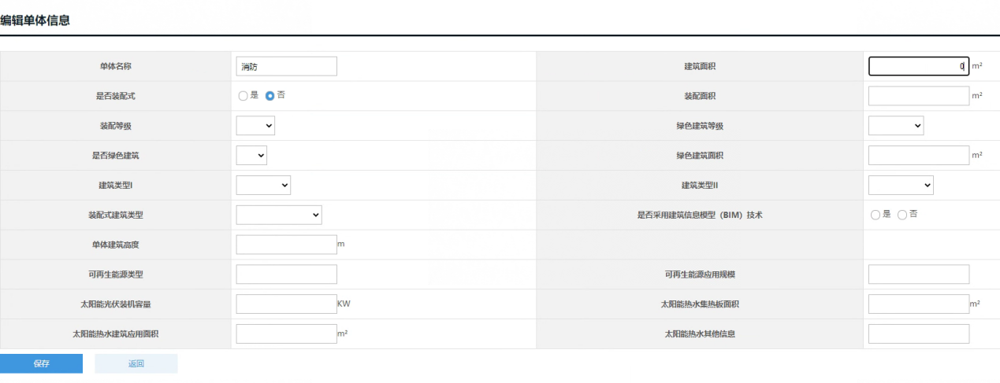 编辑单体信息
单体名称 消防 建筑面积 0 m²
是否装配式 是 否 装配面积 m²
装配等级 绿色建筑等级
是否绿色建筑 绿色建筑面积 m²
建筑类型I 建筑类型II
装配式建筑类型 是否采用建筑信息模型（BIM）技术 是 否
单体建筑高度 m
可再生能源类型 可再生能源应用规模
太阳能光伏装机容量 KW 太阳能热水集热板面积 m²
太阳能热水建筑应用面积 m² 太阳能热水其他信息
保存 返回